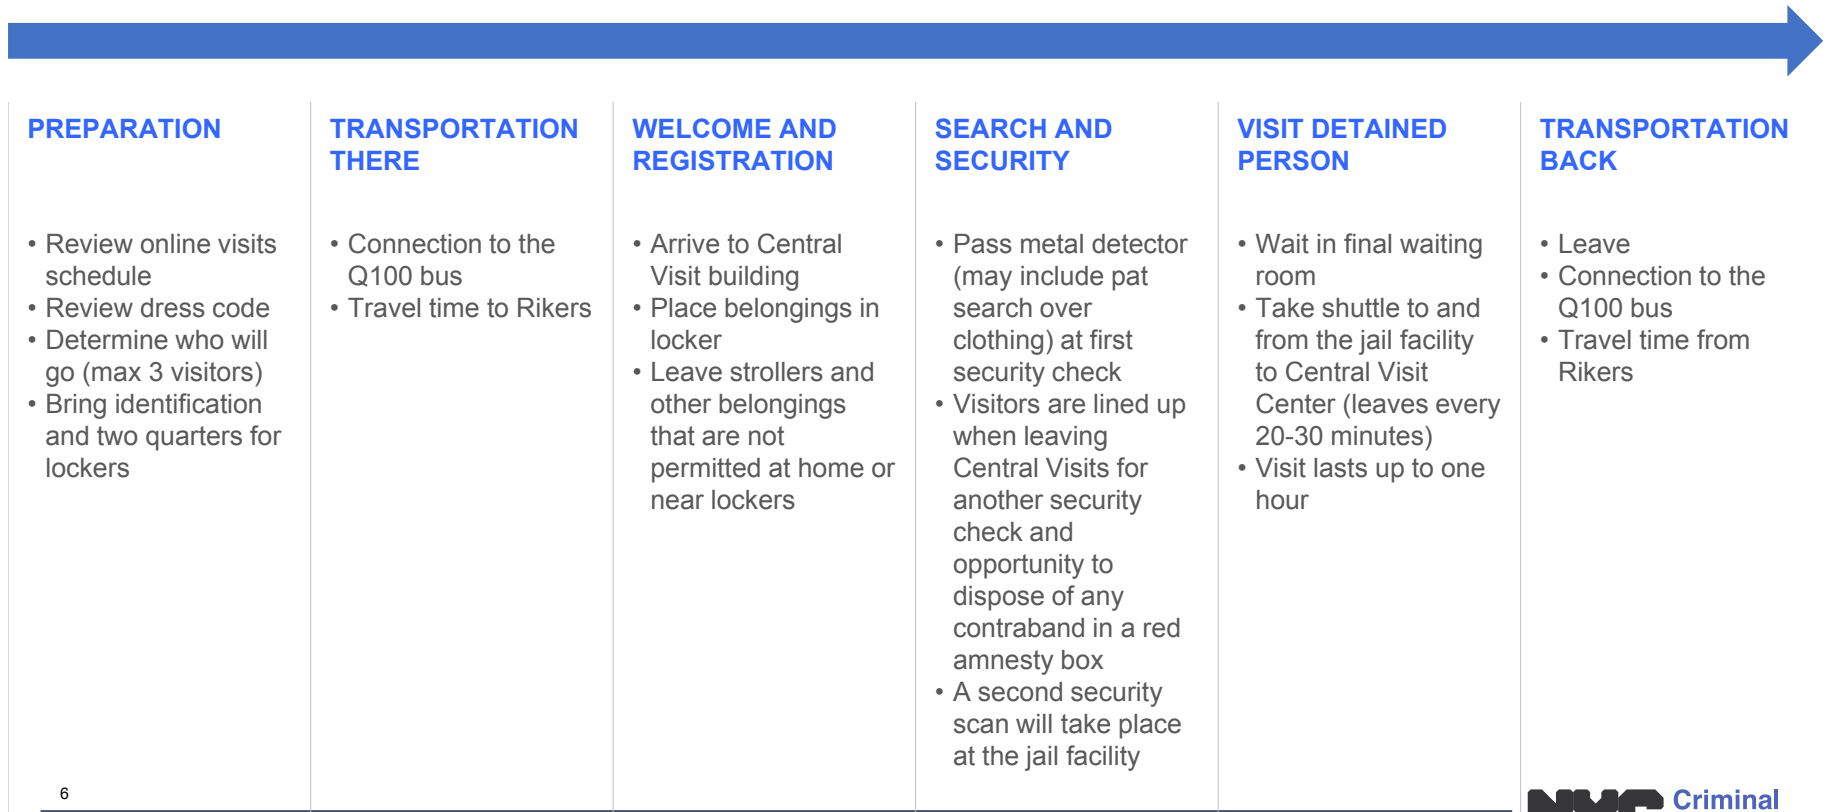 PREPARATION
• Review online visits
schedule
• Review dress code
• Determine who will
go (max 3 visitors)
• Bring identification
and two quarters for
lockers
TRANSPORTATION
THERE
• Connection to the
Q100 bus
• Travel time to Rikers
WELCOME AND
REGISTRATION
• Arrive to Central
Visit building
• Place belongings in
locker
• Leave strollers and
other belongings
that are not
permitted at home or
near lockers
SEARCH AND
SECURITY
• Pass metal detector
(may include pat
search over
clothing) at first
security check
• Visitors are lined up
when leaving
Central Visits for
another security
check and
opportunity to
dispose of any
contraband in a red
amnesty box
• A second security
scan will take place
at the jail facility
VISIT DETAINED
PERSON
• Wait in final waiting
room
• Take shuttle to and
from the jail facility
to Central Visit
Center (leaves every
20-30 minutes)
• Visit lasts up to one
hour
TRANSPORTATION
BACK
• Leave
• Connection to the
Q100 bus
• Travel time from
Rikers
6
NYC Criminal